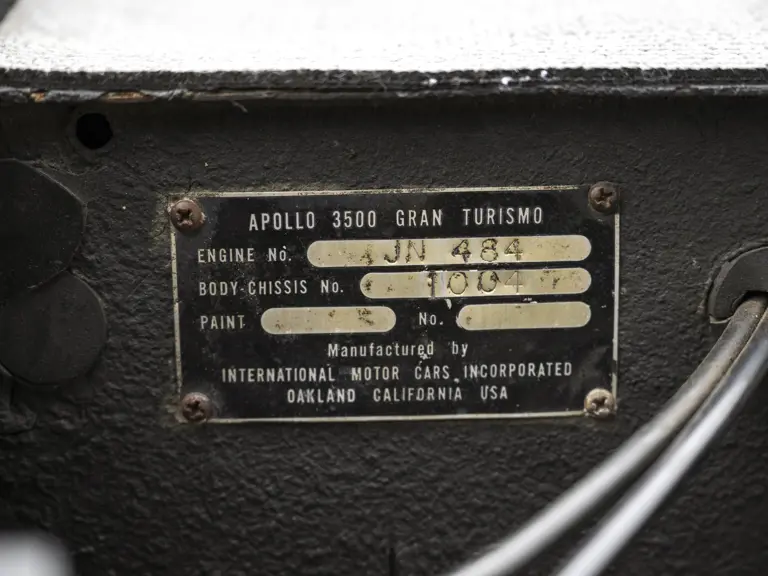 APOLLO 3500 GRAN TURISMO
ENGINE No. JN 484
BODY-CHISSIS No. 1004
PAINT No.
Manufactured by
INTERNATIONAL MOTOR CARS, INCORPORATED
OAKLAND CALIFORNIA USA